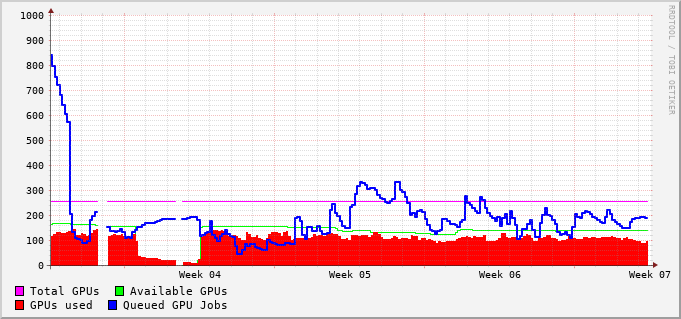 1000
900
800
700
600
500
400
300
200
100
0
Week 04 Week 05 Week 06 Week 07
Total GPUs Available GPUs
GPUs used Queued GPU Jobs
RRDTOOL / TOBI OETIKER